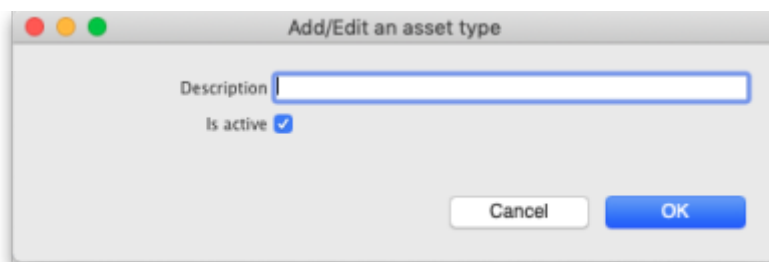 Add/Edit an asset type
Description
Is active
Cancel
OK